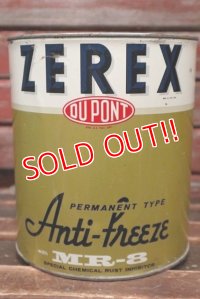 ZEREX
DU PONT
SOLD OUT!!
PERMANENT TYPE
Anti-Freeze
MR-8
SPECIAL CHEMICAL RUST INHIBITOR